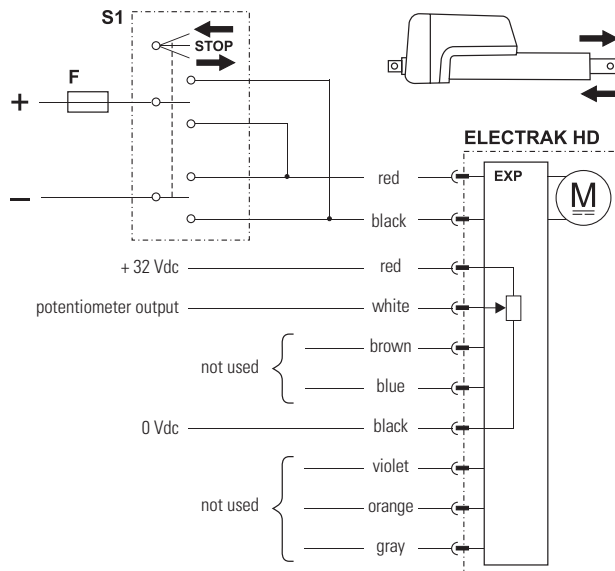 S1
STOP
F
+
–
ELECTRAK HD
EXP
M
red
black
+ 32 Vdc
red
potentiometer output
white
not used
brown
blue
0 Vdc
black
not used
violet
orange
gray